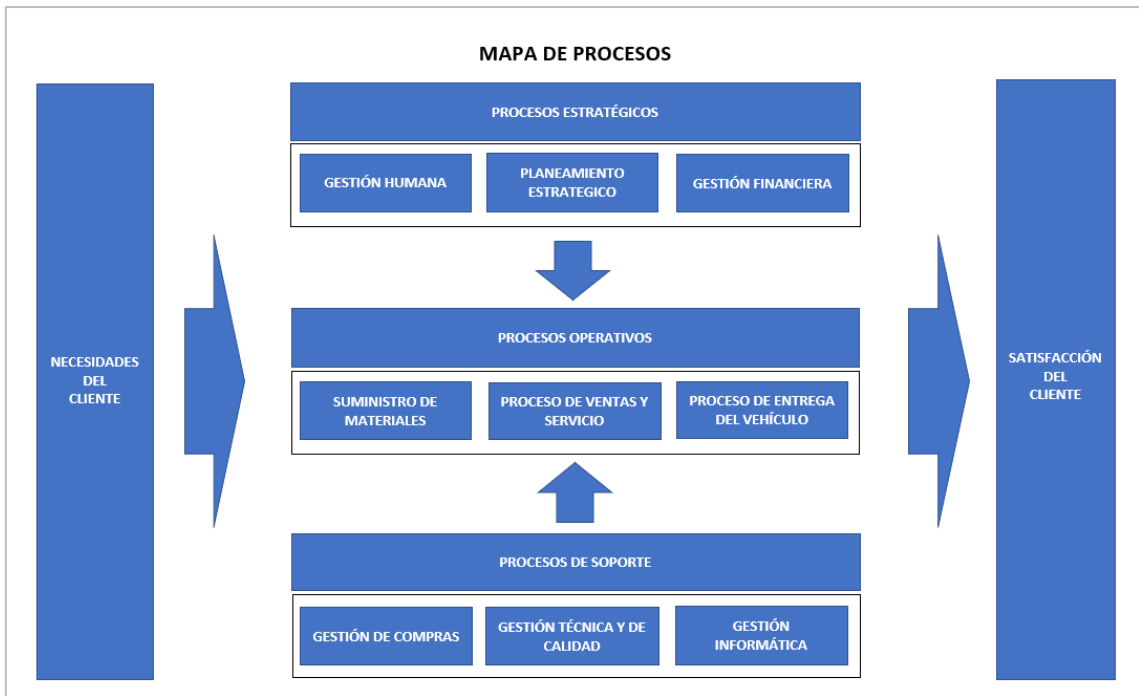 MAPA DE PROCESOS
NECESIDADES
DEL
CLIENTE
PROCESOS ESTRATÉGICOS
GESTIÓN HUMANA
PLANEAMIENTO
ESTRATEGICO
GESTIÓN FINANCIERA
PROCESOS OPERATIVOS
SUMINISTRO DE
MATERIALES
PROCESO DE VENTAS Y
SERVICIO
PROCESO DE ENTREGA
DEL VEHÍCULO
PROCESOS DE SOPORTE
GESTIÓN DE COMPRAS
GESTIÓN TÉCNICA Y DE
CALIDAD
GESTIÓN
INFORMÁTICA
SATISFACCIÓN
DEL
CLIENTE